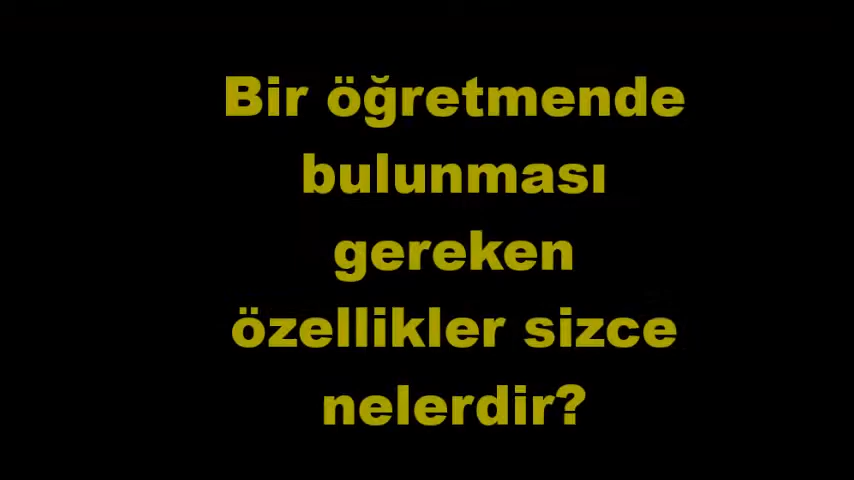 Bir öğretmende
bulunması
gereken
özellikler sizce
nelerdir?